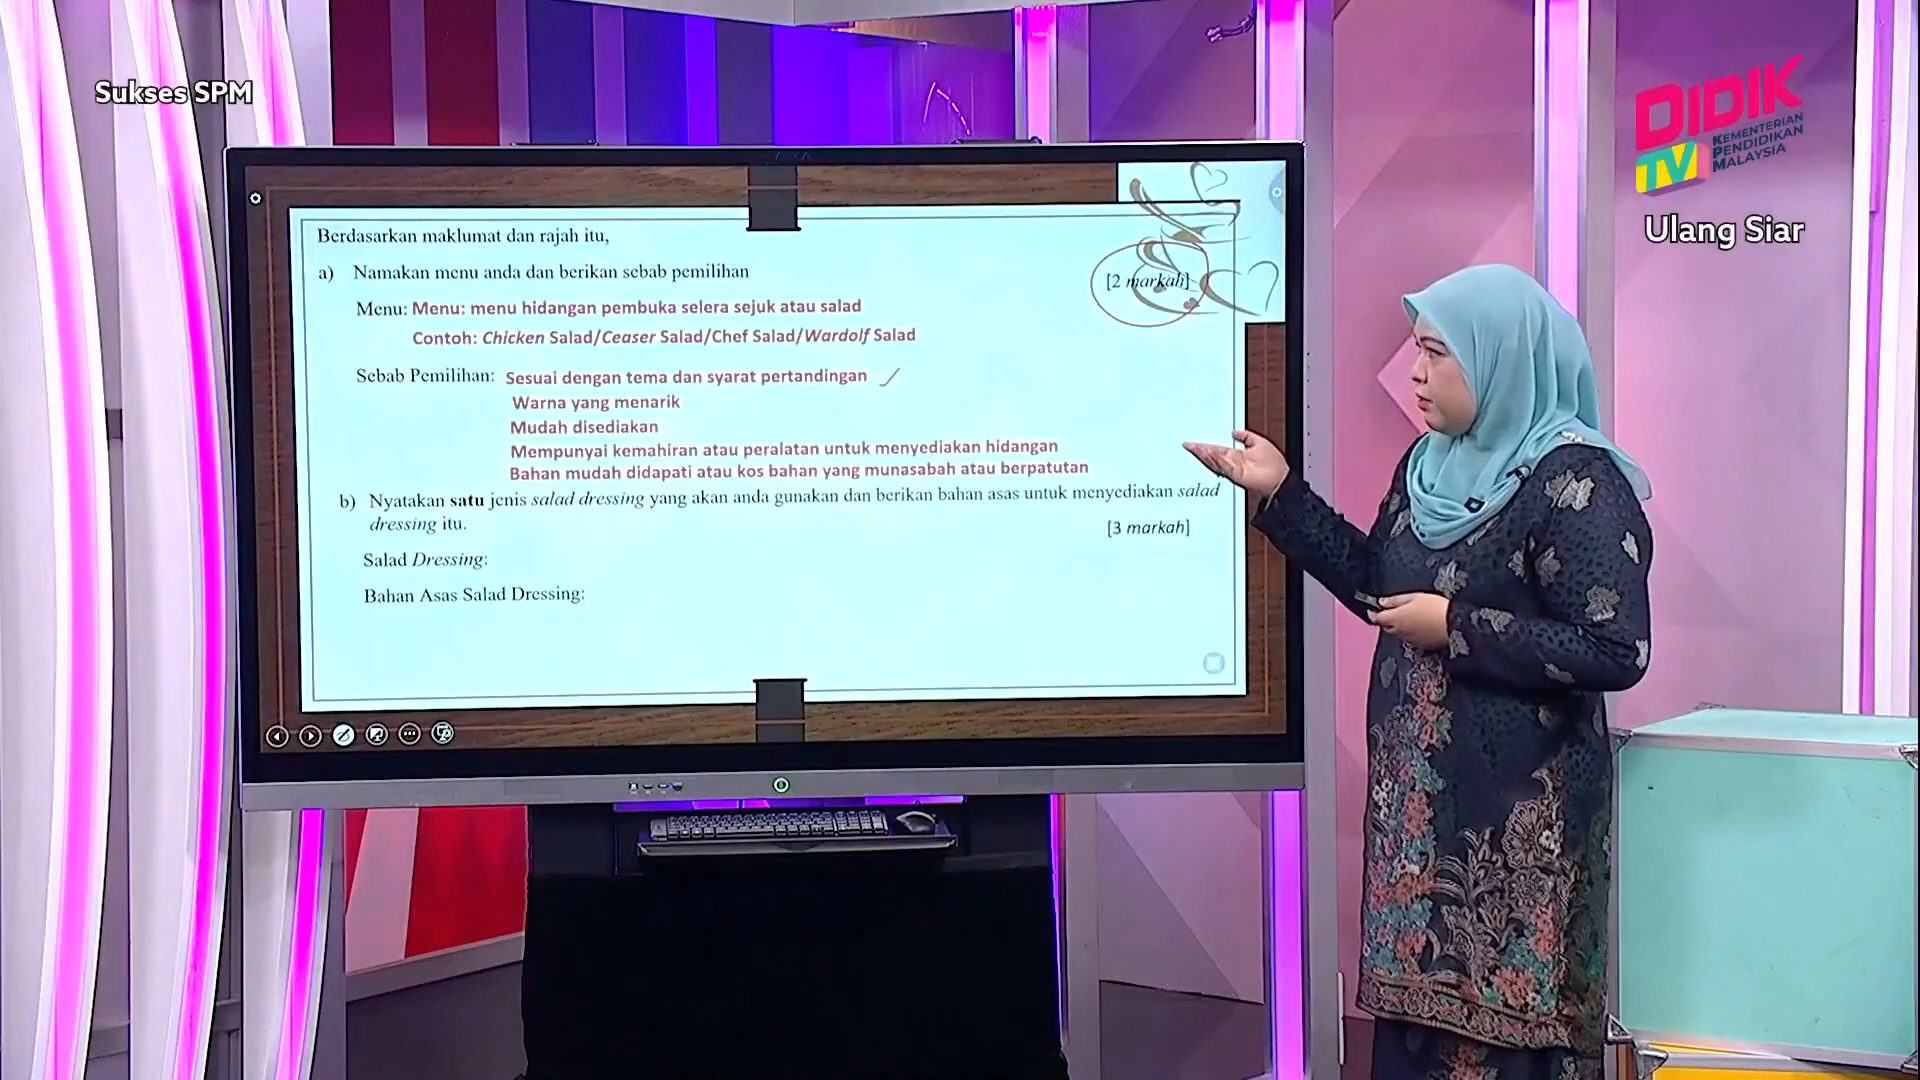 Sukses SPM
DIDIK
TV
KEMENTERIAN
PENDIDIKAN
MALAYSIA
Ulang Siar
Berdasarkan maklumat dan rajah itu,
a) Namakan menu anda dan berikan sebab pemilihan
[2 markah]
Menu: Menu: menu hidangan pembuka selera sejuk atau salad
Contoh: Chicken Salad/Ceaser Salad/Chef Salad/Wardolf Salad
Sebab Pemilihan: Sesuai dengan tema dan syarat pertandingan
Warna yang menarik
Mudah disediakan
Mempunyai kemahiran atau peralatan untuk menyediakan hidangan
Bahan mudah didapati atau kos bahan yang munasabah atau berpatutan
b) Nyatakan satu jenis salad dressing yang akan anda gunakan dan berikan bahan asas untuk menyediakan salad
dressing itu.
[3 markah]
Salad Dressing:
Bahan Asas Salad Dressing: